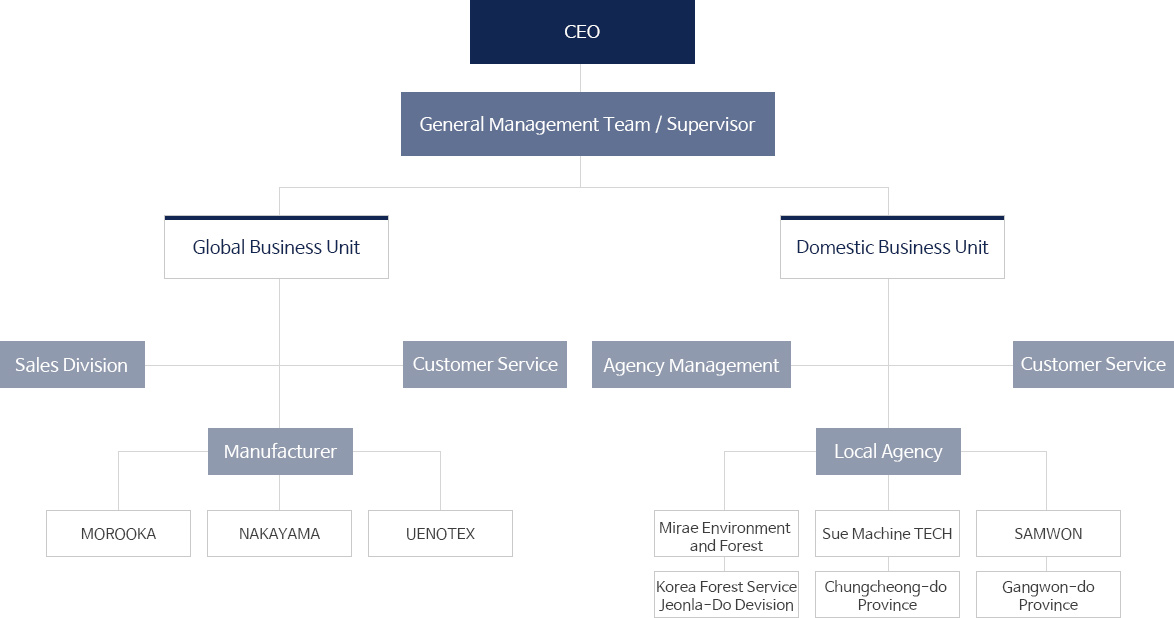 CEO
General Management Team / Supervisor
Global Business Unit
Domestic Business Unit
Sales Division
Customer Service
Agency Management
Customer Service
Manufacturer
Local Agency
MOROOKA
NAKAYAMA
UENOTEX
Mirae Environment
and Forest
Sue Machine TECH
SAMWON
Korea Forest Service
Jeonla-Do Devision
Chungcheong-do
Province
Gangwon-do
Province